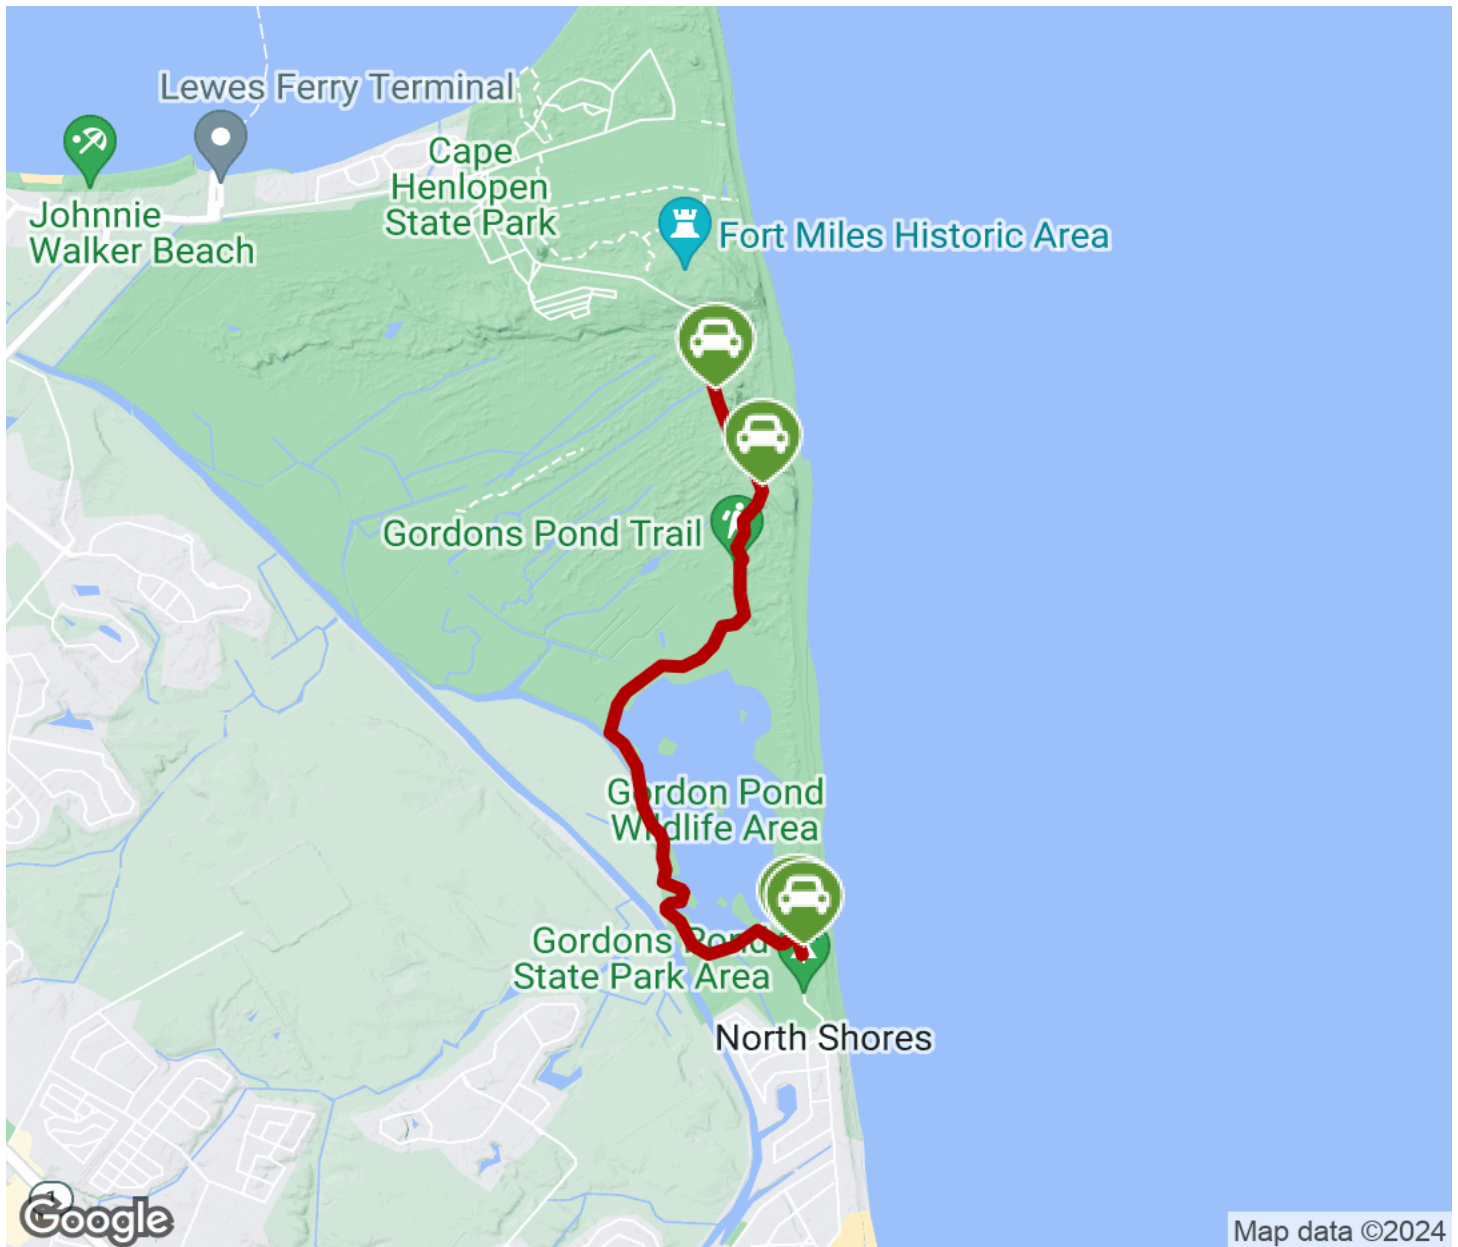 Lewes Ferry Terminal
Cape
Henlopen
State Park
Johnnie
Walker Beach
Fort Miles Historic Area
Gordons Pond Trail
Gordon Pond
Wildlife Area
Gordons Pond
State Park Area
North Shores
1
Google
Map data ©2024